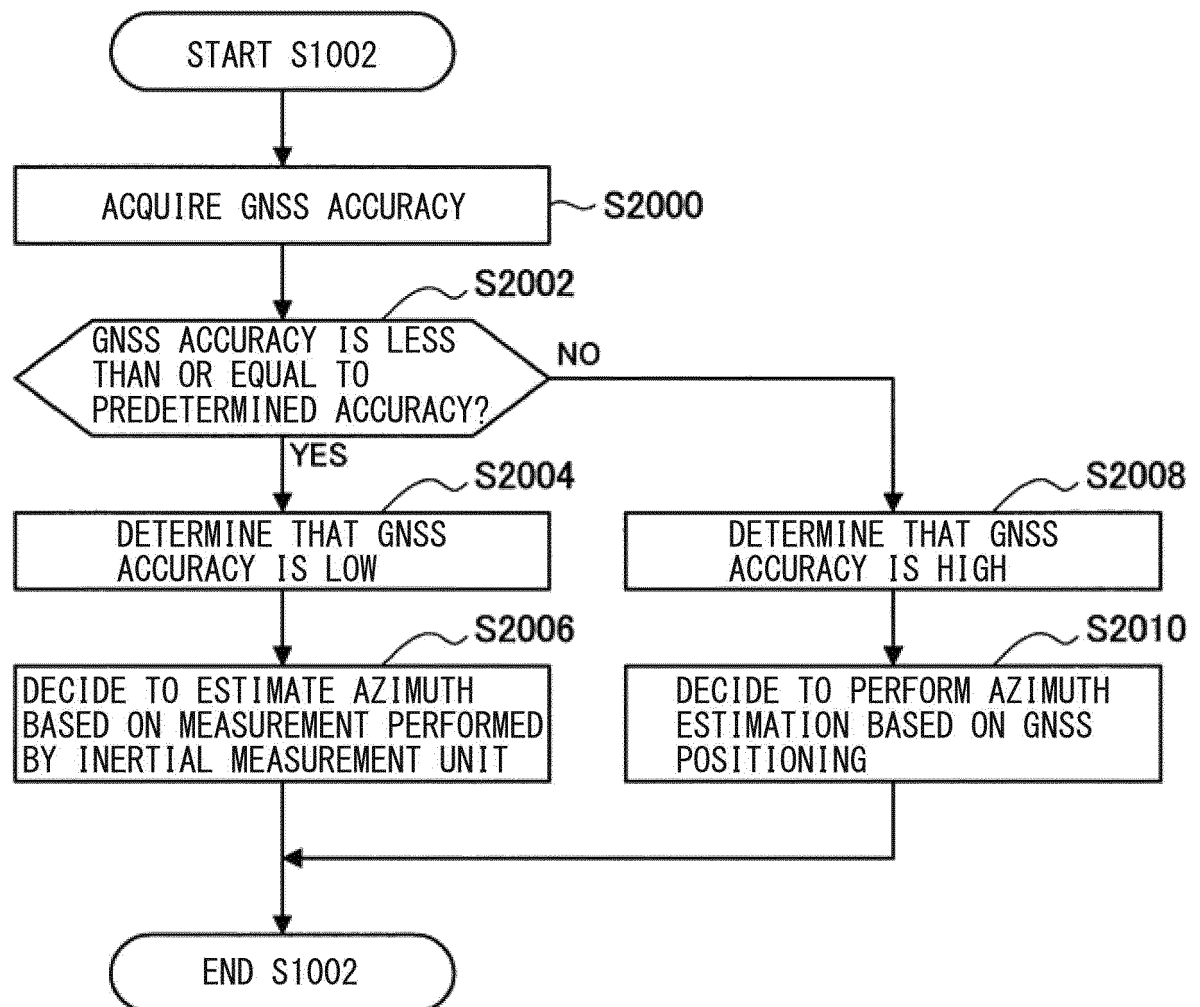 START S1002
ACQUIRE GNSS ACCURACY
S2000
S2002
GNSS ACCURACY IS LESS
THAN OR EQUAL TO
PREDETERMINED ACCURACY?
NO
YES
S2004
DETERMINE THAT GNSS
ACCURACY IS LOW
S2008
DETERMINE THAT GNSS
ACCURACY IS HIGH
S2006
DECIDE TO ESTIMATE AZIMUTH
BASED ON MEASUREMENT PERFORMED
BY INERTIAL MEASUREMENT UNIT
S2010
DECIDE TO PERFORM AZIMUTH
ESTIMATION BASED ON GNSS
POSITIONING
END S1002